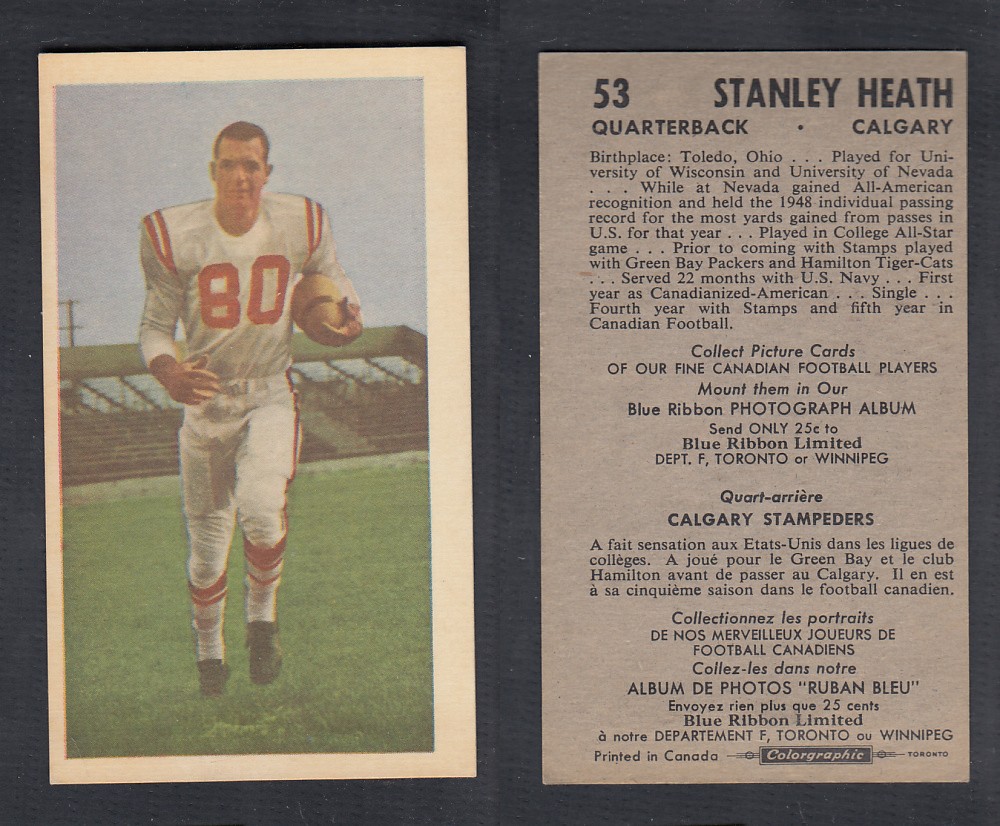 80
53 STANLEY HEATH
QUARTERBACK • CALGARY
Birthplace: Toledo, Ohio . . . Played for Uni-
versity of Wisconsin and University of Nevada
. . . While at Nevada gained All-American
recognition and held the 1948 individual passing
record for the most yards gained from passes in
U.S. for that year . . . Played in College All-Star
game . . . Prior to coming with Stamps played
with Green Bay Packers and Hamilton Tiger-Cats
. . . Served 22 months with U.S. Navy . . . First
year as Canadianized-American . . . Single . . .
Fourth year with Stamps and fifth year in
Canadian Football.
Collect Picture Cards
OF OUR FINE CANADIAN FOOTBALL PLAYERS
Mount them in Our
Blue Ribbon PHOTOGRAPH ALBUM
Send ONLY 25c to
Blue Ribbon Limited
DEPT. F, TORONTO or WINNIPEG
Quart-arrière
CALGARY STAMPEDERS
A fait sensation aux Etats-Unis dans les ligues de
collèges. A joué pour le Green Bay et le club
Hamilton avant de passer au Calgary. Il en est
à sa cinquième saison dans le football canadien.
Collectionnez les portraits
DE NOS MERVEILLEUX JOUEURS DE
FOOTBALL CANADIENS
Collez-les dans notre
ALBUM DE PHOTOS "RUBAN BLEU"
Envoyez rien plus que 25 cents
Blue Ribbon Limited
à notre DEPARTEMENT F, TORONTO ou WINNIPEG
Printed in Canada Colorgraphic TORONTO